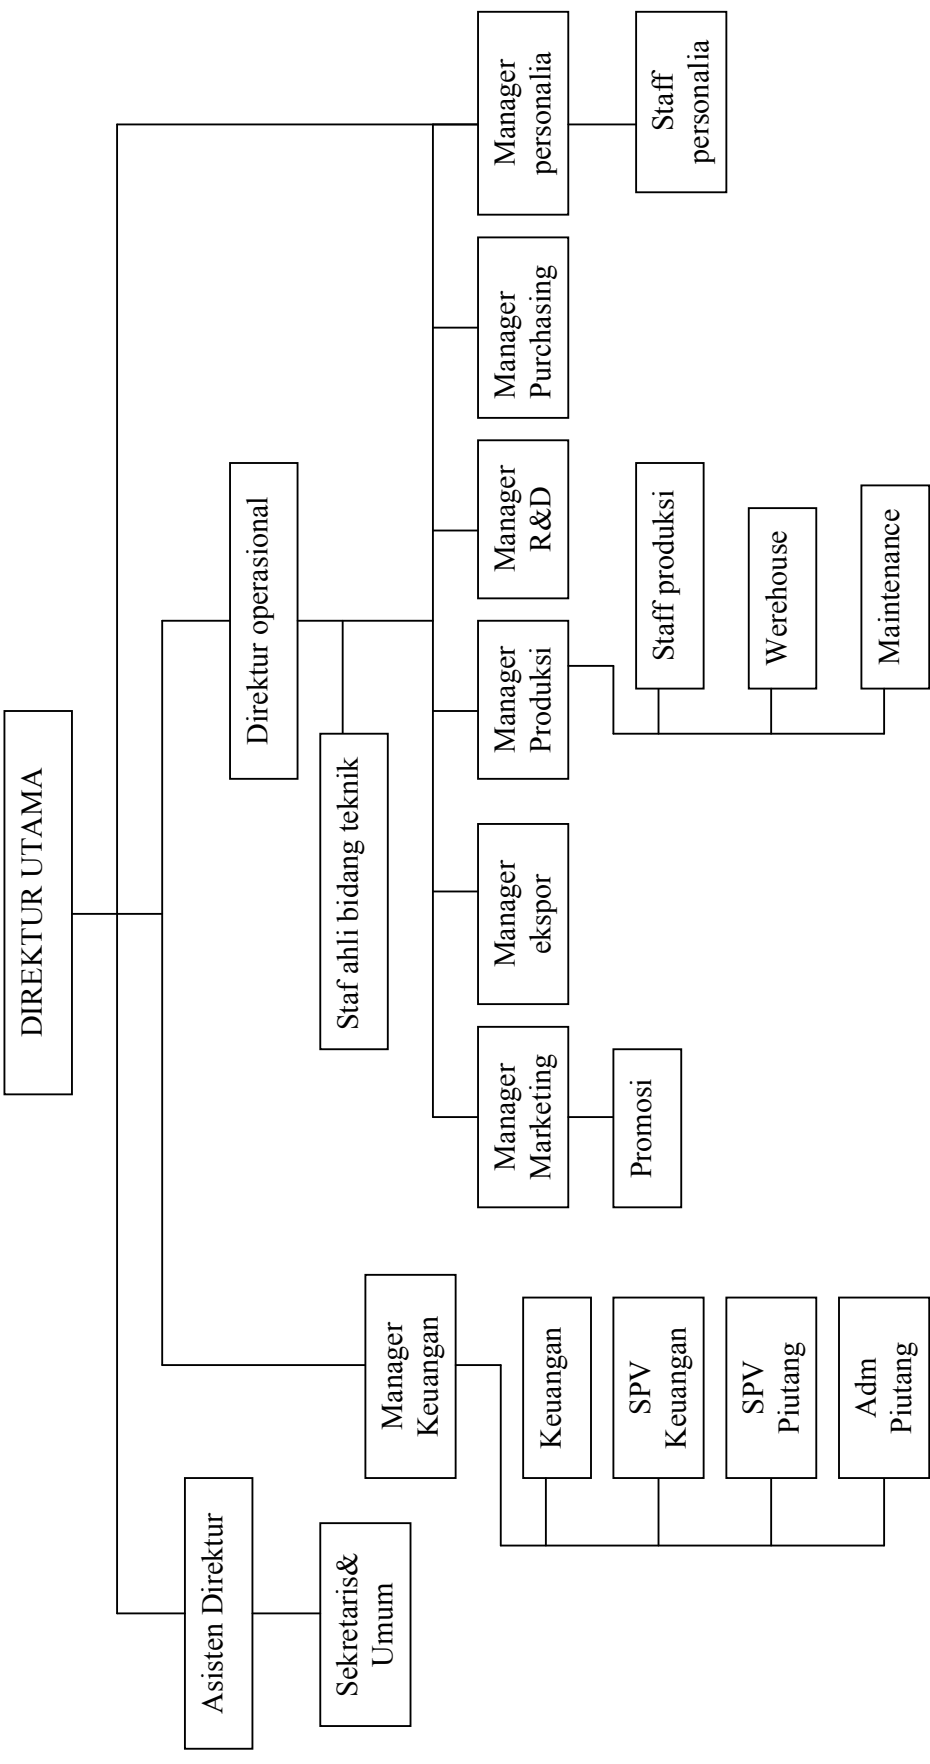 DIREKTUR UTAMA
Asisten Direktur
Sekretaris&
Umum
Manager
Keuangan
Keuangan
SPV
Keuangan
SPV
Piutang
Adm
Piutang
Direktur operasional
Staf ahli bidang teknik
Manager
Marketing
Promosi
Manager
ekspor
Manager
Produksi
Staff produksi
Werehouse
Maintenance
Manager
R&D
Manager
Purchasing
Manager
personalia
Staff
personalia